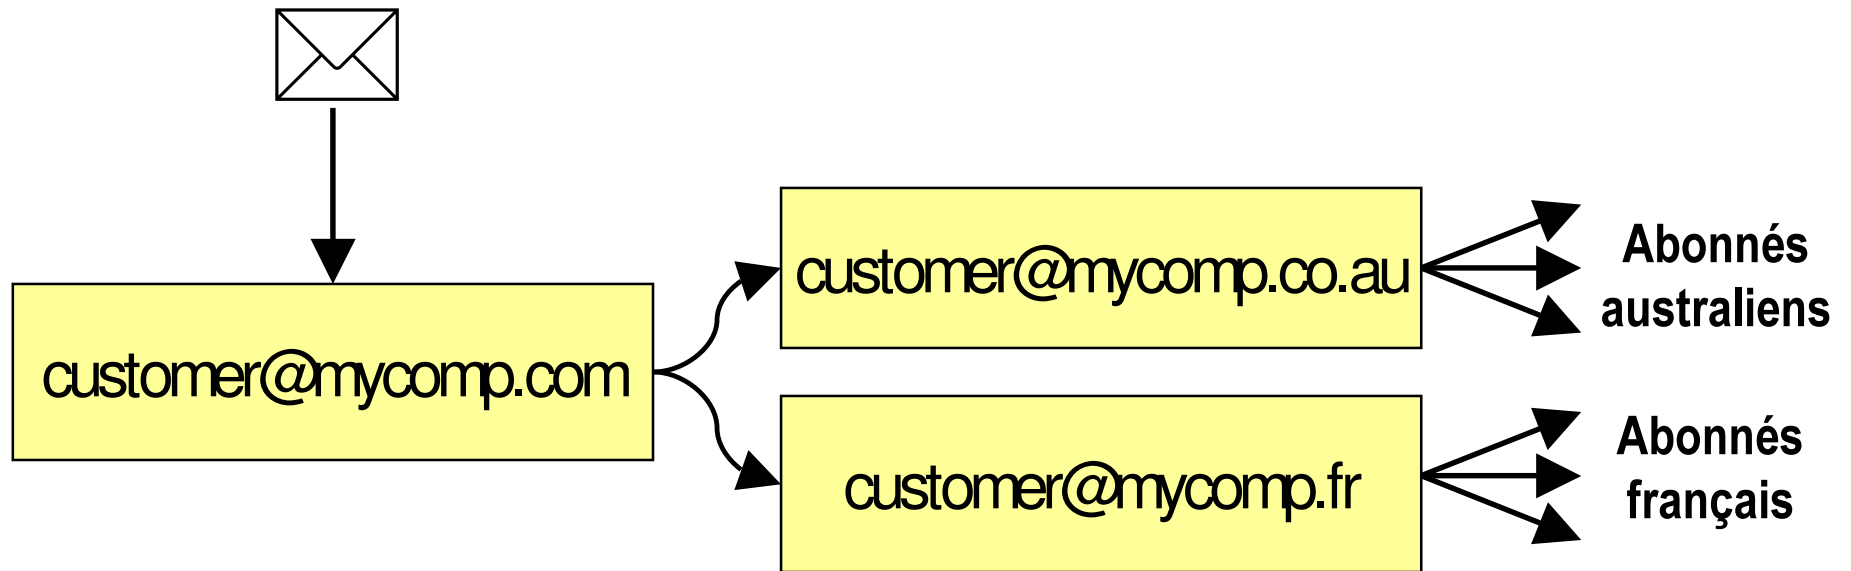 customer@mycomp.com
customer@mycomp.co.au
Abonnés
australiens
customer@mycomp.fr
Abonnés
français